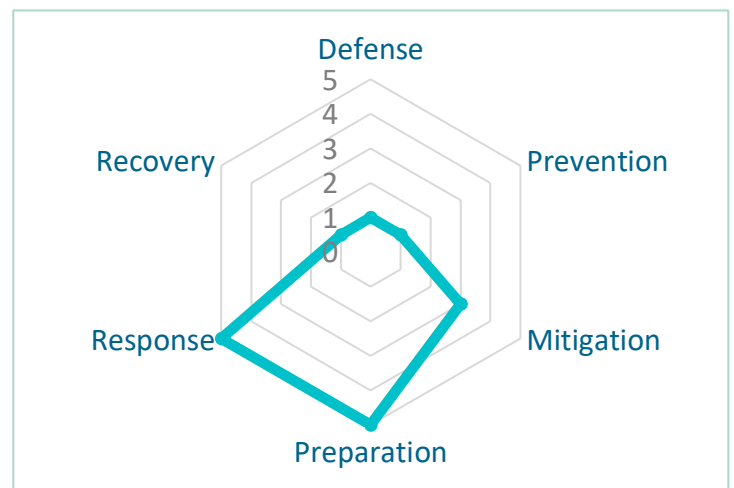 Defense
5
4
Recovery
3
Prevention
2
1
0
Response
Mitigation
Preparation